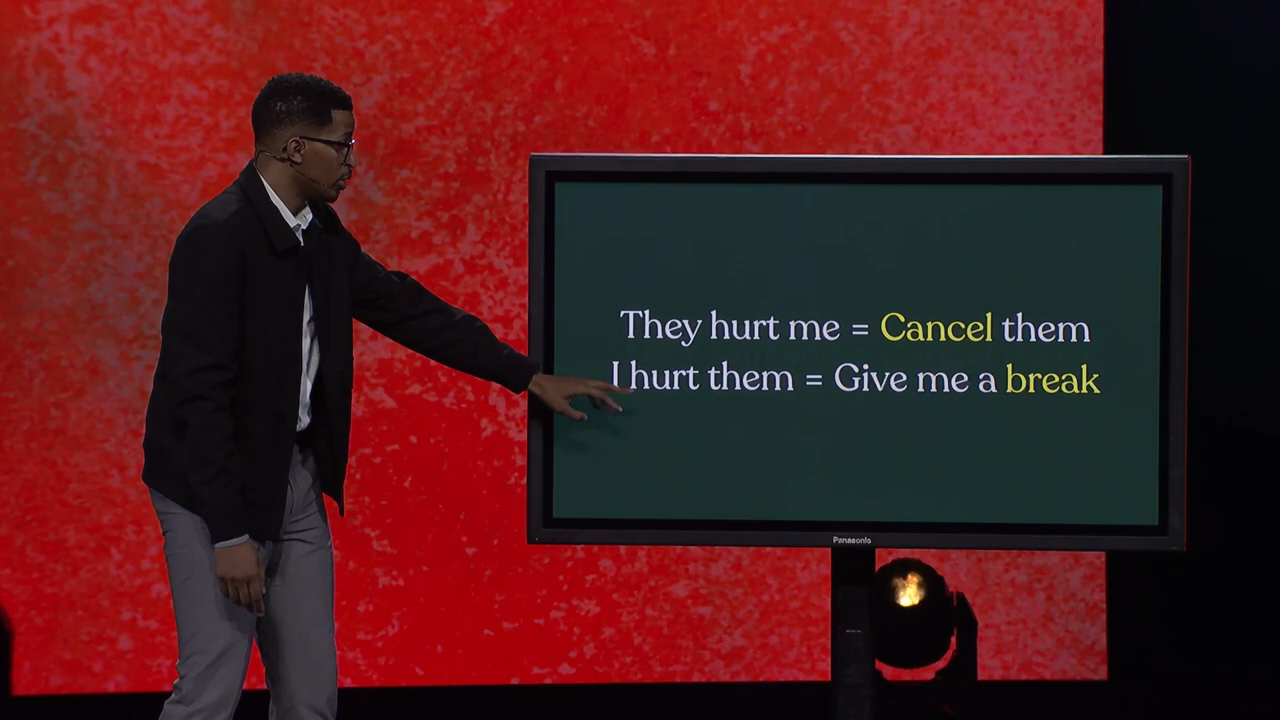 They hurt me = Cancel them
I hurt them = Give me a break
Panasonic